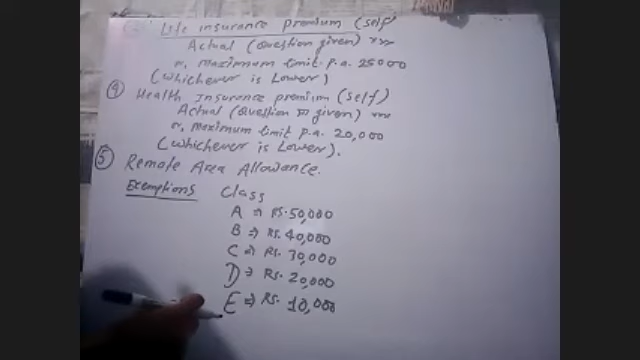 Life insurance premium (self)
Actual (Question given) xxx
or, maximum limit p.a. 25000
(Whichever is Lower)
④ Health Insurance premium (self)
Actual (Question given) xxx
or, maximum limit p.a. 20,000
(Whichever is Lower).
⑤ Remote Area Allowance.
Exemptions Class
A ⇒ Rs. 50,000
B ⇒ Rs. 40,000
C ⇒ Rs. 30,000
D ⇒ Rs. 20,000
E ⇒ Rs. 10,000